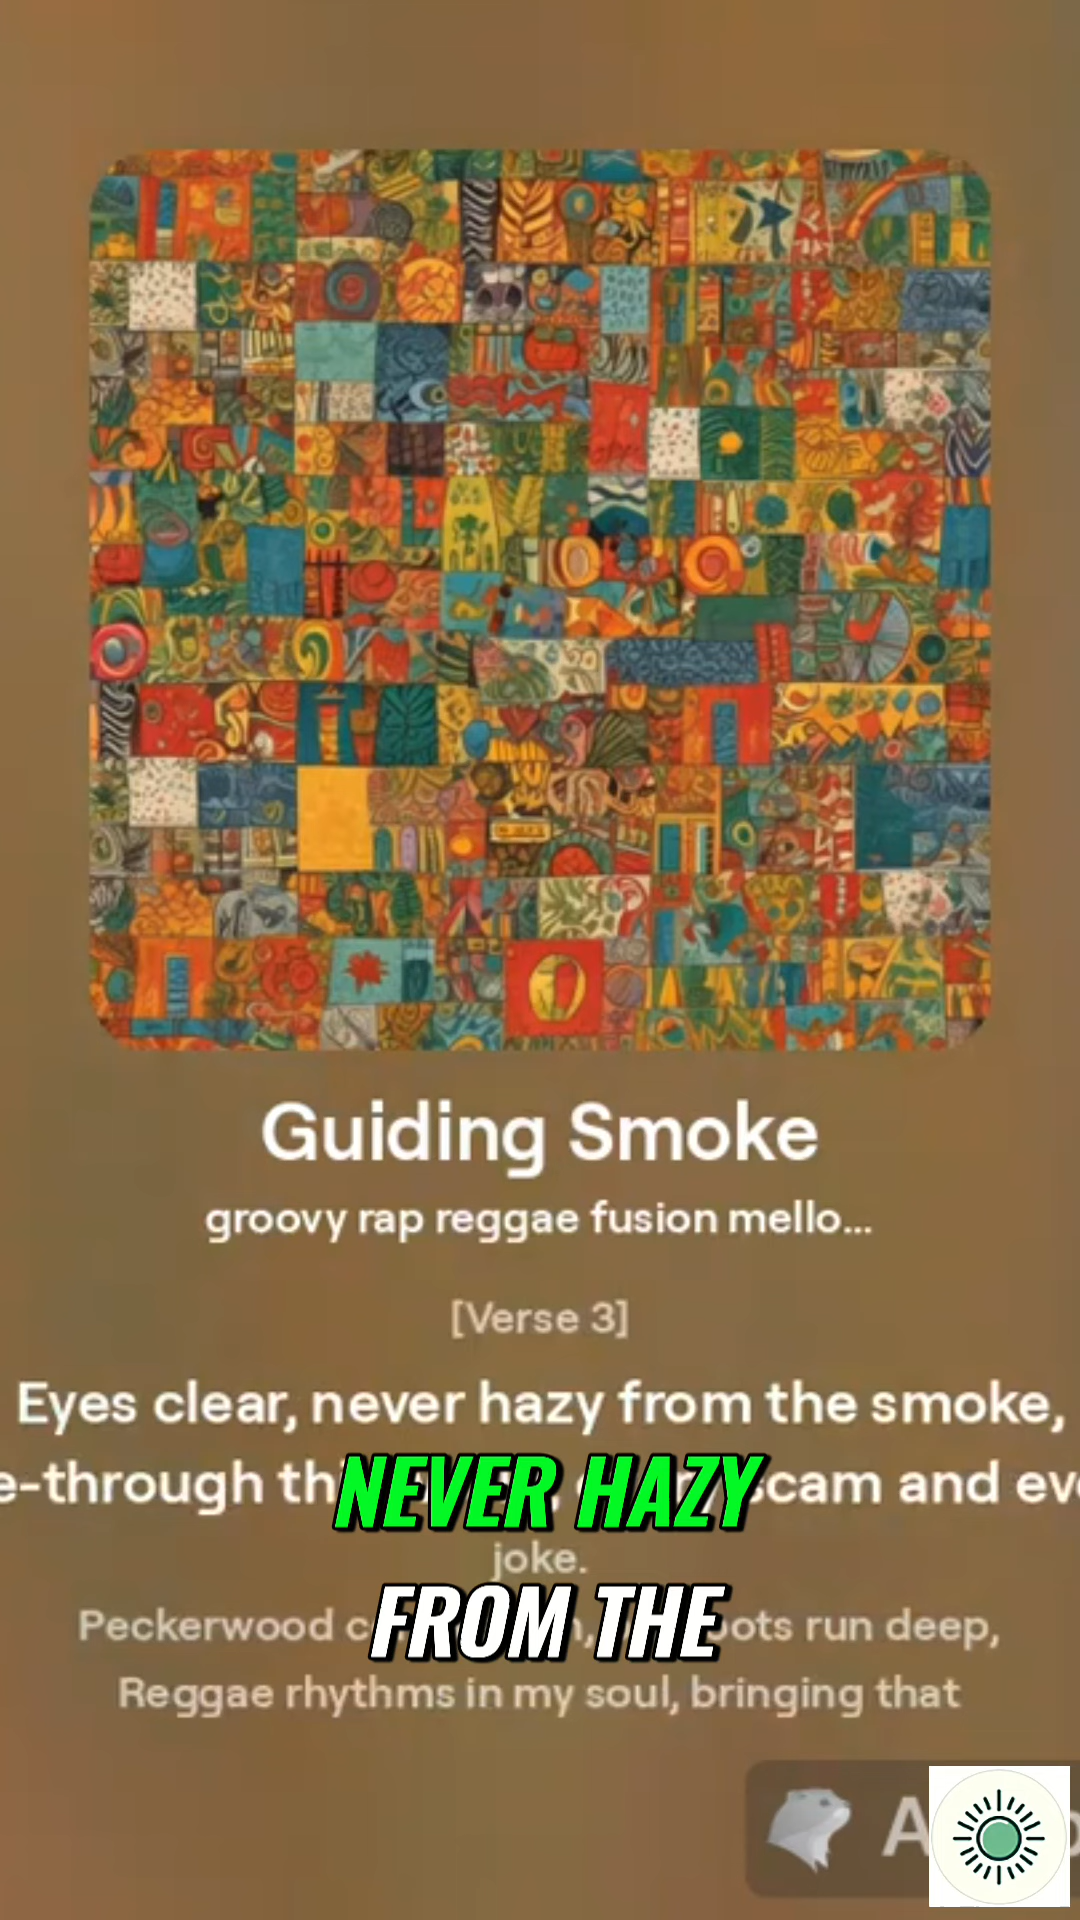 Guiding Smoke
groovy rap reggae fusion mello...
[Verse 3]
Eyes clear, never hazy from the smoke,
e-through th scam and ev
NEVER HAZY
joke.
FROM THE
Peckerwood c ots run deep,
Reggae rhythms in my soul, bringing that
A